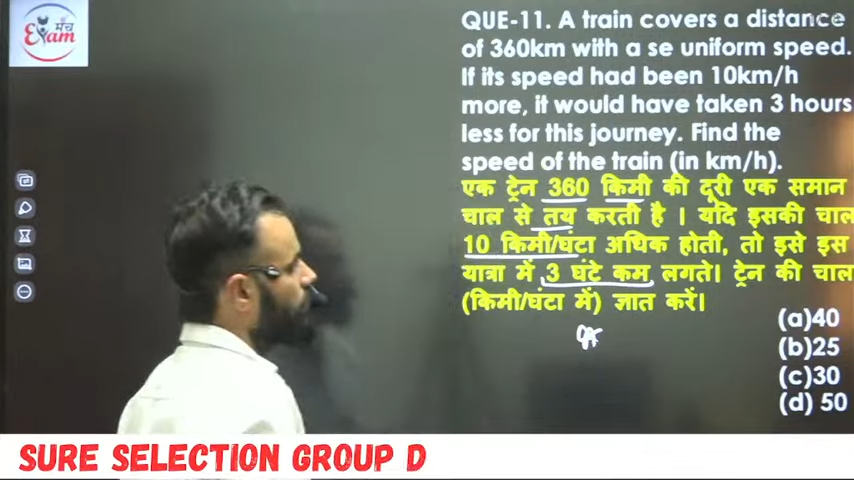 मंच
Exam
QUE-11. A train covers a distance
of 360km with a se uniform speed.
If its speed had been 10km/h
more, it would have taken 3 hours
less for this journey. Find the
speed of the train (in km/h).
एक ट्रेन 360 किमी की दूरी एक समान
चाल से तय करती है । यदि इसकी चाल
10 किमी/घंटा अधिक होती, तो इसे इस
यात्रा में 3 घंटे कम लगते। ट्रेन की चाल
(किमी/घंटा में) ज्ञात करें।
(a)40
(b)25
(c)30
(d) 50
SURE SELECTION GROUP D